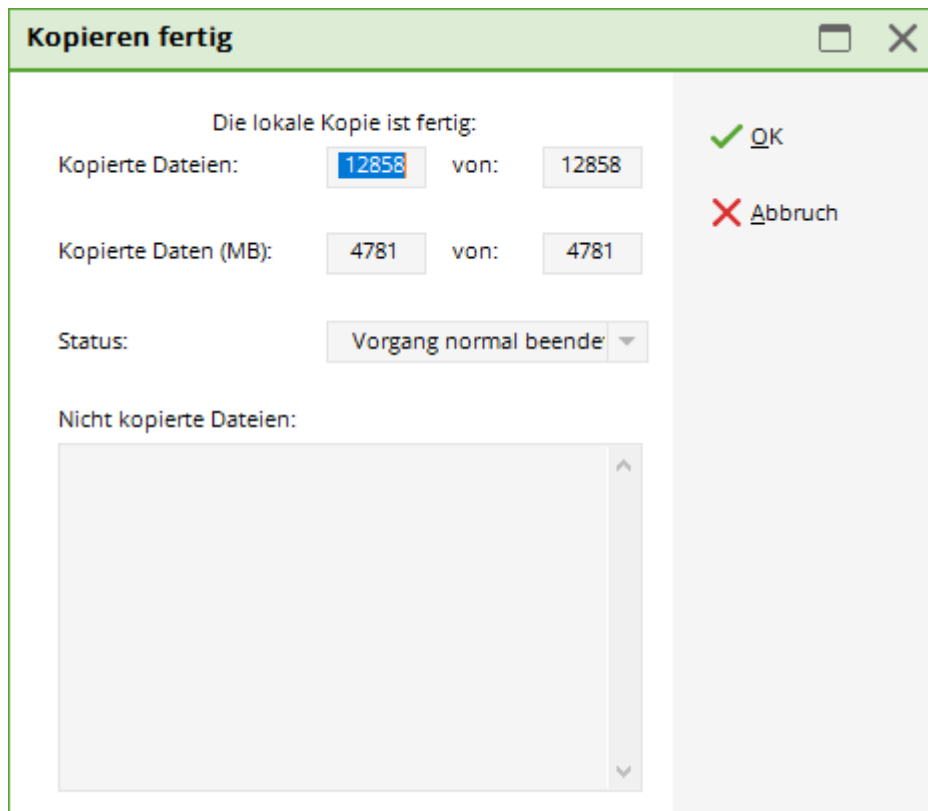 Kopieren fertig
Die lokale Kopie ist fertig:
Kopierte Dateien: 12858 von: 12858
OK
Abbruch
Kopierte Daten (MB): 4781 von: 4781
Status: Vorgang normal beende
Nicht kopierte Dateien: